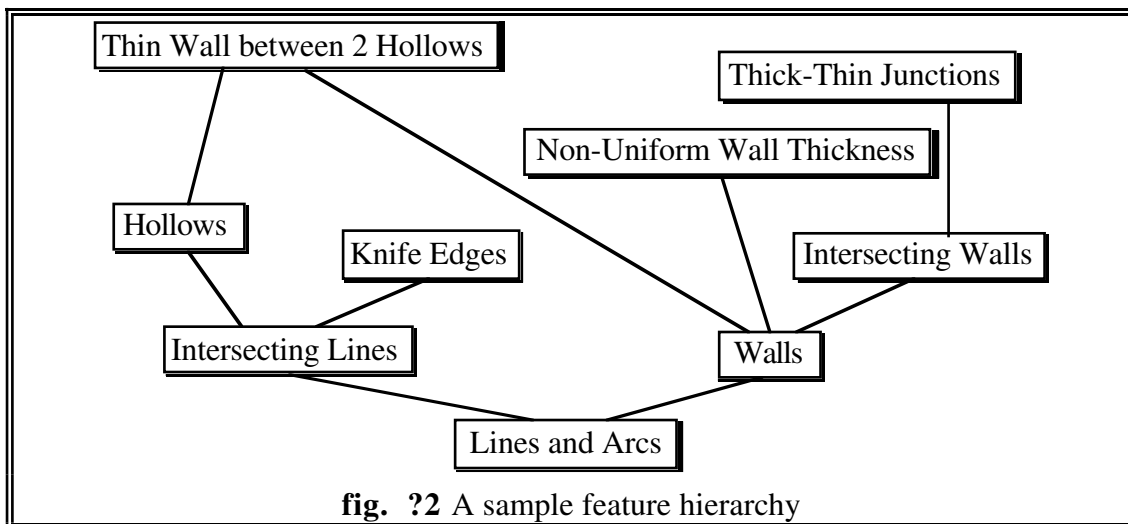 Thin Wall between 2 Hollows
Thick-Thin Junctions
Non-Uniform Wall Thickness
Hollows
Knife Edges
Intersecting Walls
Intersecting Lines
Walls
Lines and Arcs
fig. ?2 A sample feature hierarchy